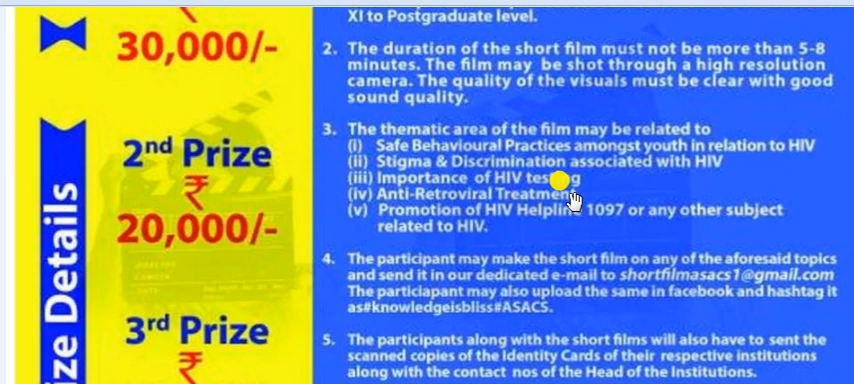 30,000/-
2nd Prize
₹
20,000/-
3rd Prize
₹
ize Details
XI to Postgraduate level.
2. The duration of the short film must not be more than 5-8
minutes. The film may be shot through a high resolution
camera. The quality of the visuals must be clear with good
sound quality.
3. The thematic area of the film may be related to
(i) Safe Behavioural Practices amongst youth in relation to HIV
(ii) Stigma & Discrimination associated with HIV
(iii) Importance of HIV testing
(iv) Anti-Retroviral Treatment
(v) Promotion of HIV Helpline 1097 or any other subject
related to HIV.
4. The participant may make the short film on any of the aforesaid topics
and send it in our dedicated e-mail to shortfilmasacs1@gmail.com
The particiapant may also upload the same in facebook and hashtag it
as#knowledgeisbliss#ASACS.
5. The participants along with the short films will also have to sent the
scanned copies of the Identity Cards of their respective institutions
along with the contact nos of the Head of the Institutions.